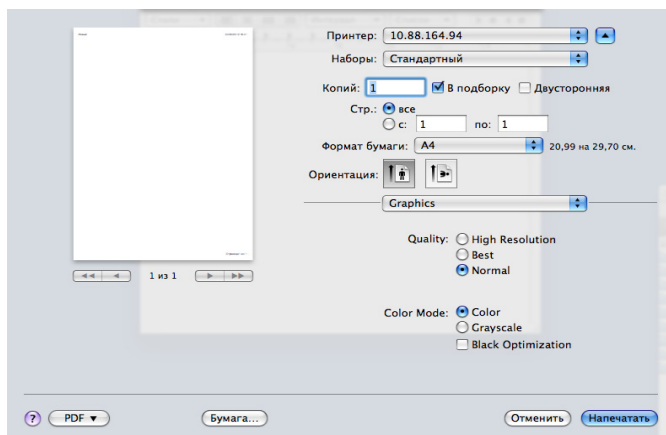 Принтер: 10.88.164.94
Наборы: Стандартный
Копий: 1 В подборку Двусторонняя
Стр.: все
с: 1 по: 1
Формат бумаги: A4 20,99 на 29,70 см.
Ориентация:
Graphics
Quality: High Resolution
Best
Normal
1 из 1
Color Mode: Color
Grayscale
Black Optimization
? PDF ▼ Бумага... Отменить Напечатать